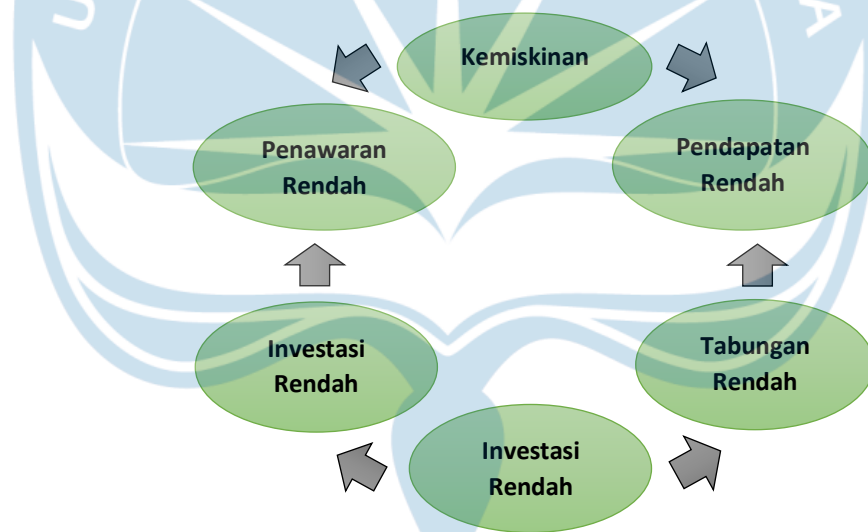 Kemiskinan
Penawaran
Rendah
Pendapatan
Rendah
Investasi
Rendah
Tabungan
Rendah
Investasi
Rendah
U
A